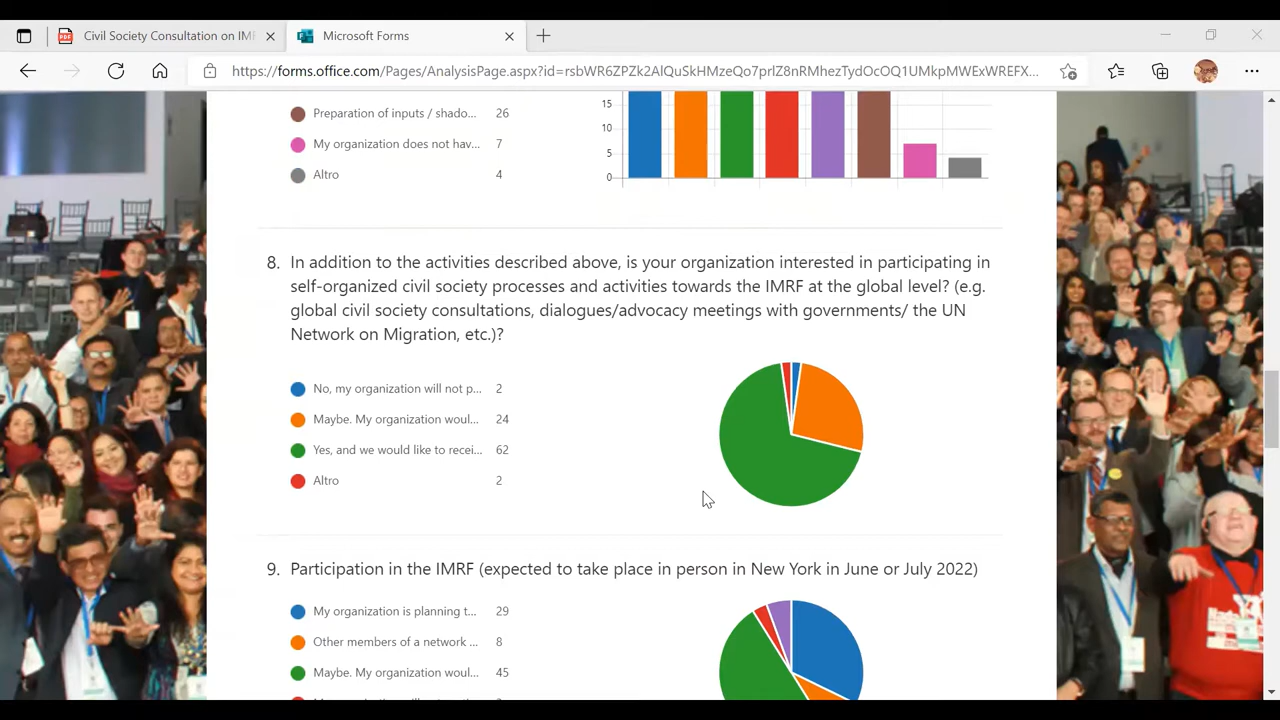 Civil Society Consultation on IMF
Microsoft Forms
https://forms.office.com/Pages/AnalysisPage.aspx?id=rsbWR6ZPZk2AlQuSkHMzeQo7prlZ8nRMhezTydOcOQ1UMkpMWExWREFX...
Preparation of inputs / shado... 26
My organization does not hav... 7
Altro 4
15
10
5
0
8. In addition to the activities described above, is your organization interested in participating in
self-organized civil society processes and activities towards the IMRF at the global level? (e.g.
global civil society consultations, dialogues/advocacy meetings with governments/ the UN
Network on Migration, etc.)?
No, my organization will not p... 2
Maybe. My organization woul... 24
Yes, and we would like to recei... 62
Altro 2
9. Participation in the IMRF (expected to take place in person in New York in June or July 2022)
My organization is planning t... 29
Other members of a network ... 8
Maybe. My organization woul... 45